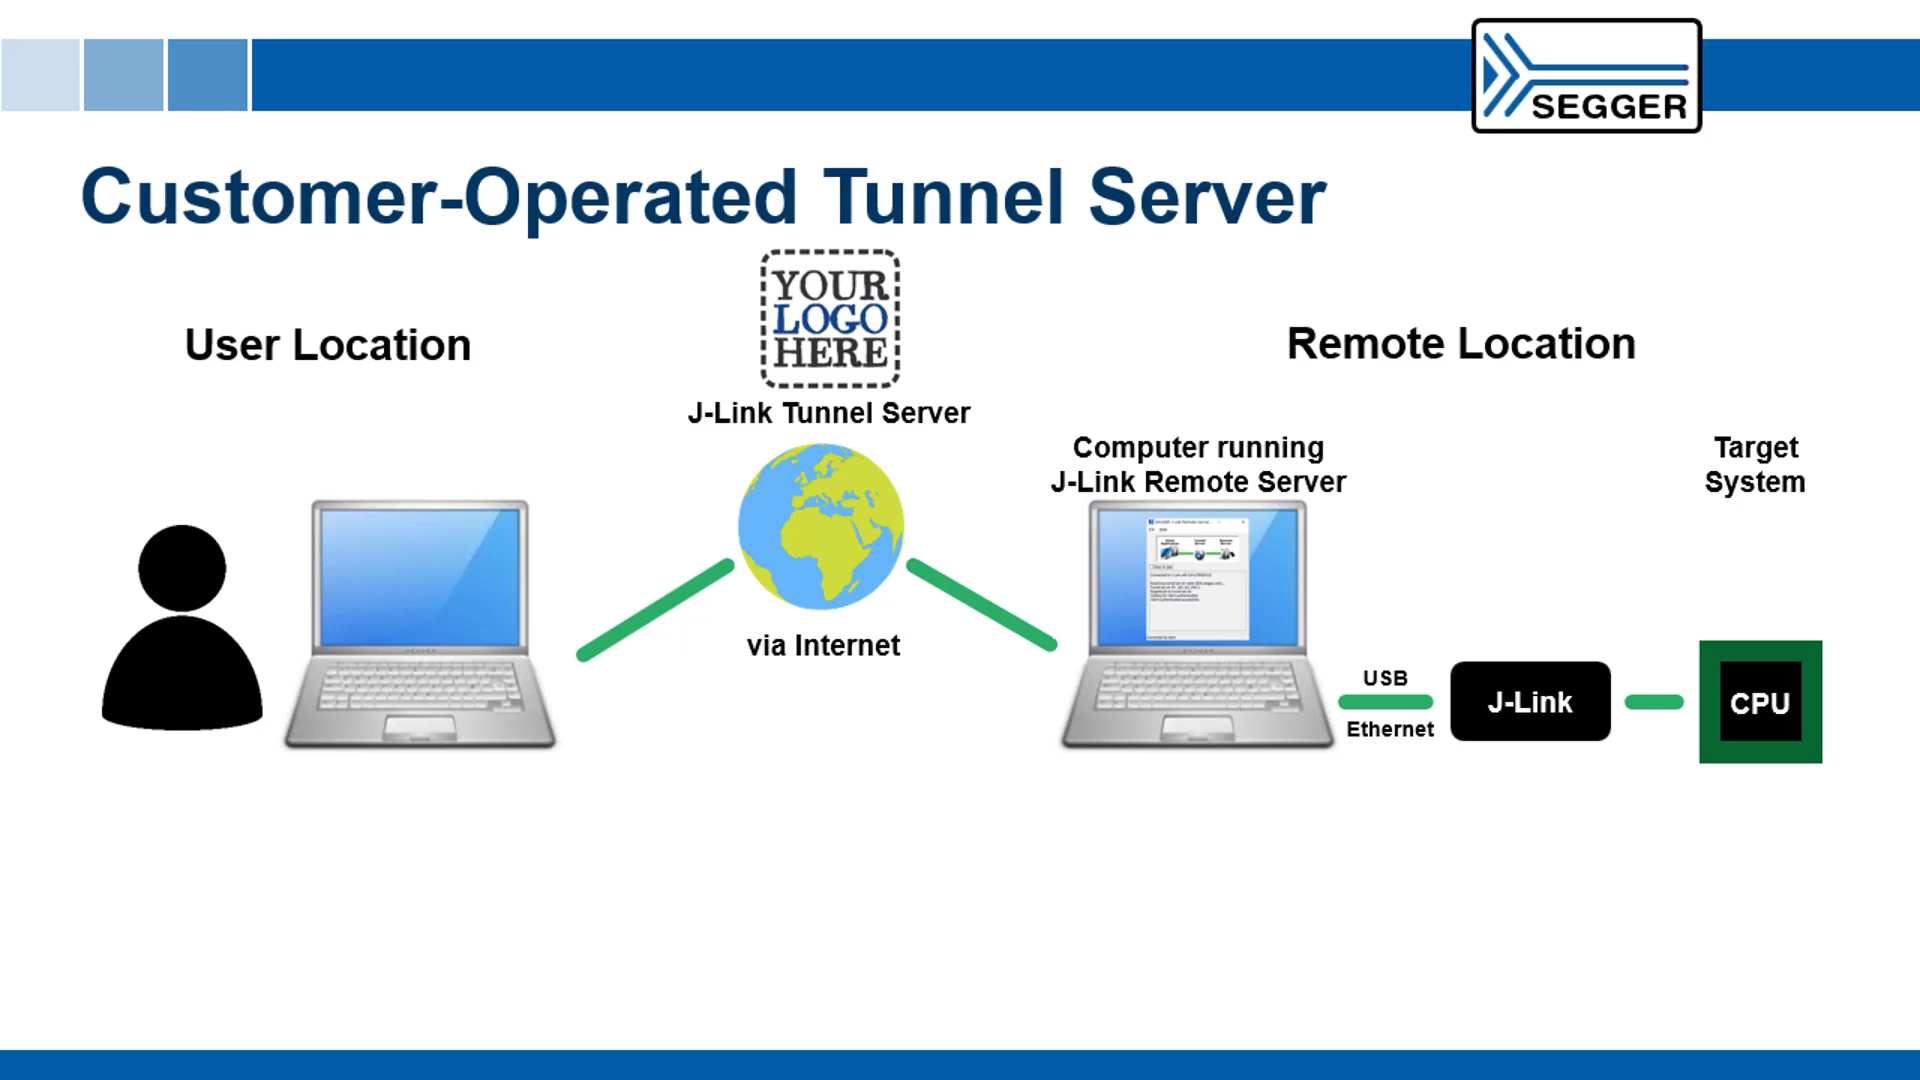 SEGGER
Customer-Operated Tunnel Server
YOUR
LOGO
HERE
User Location
Remote Location
J-Link Tunnel Server
Computer running
J-Link Remote Server
Target
System
via Internet
USB
Ethernet
J-Link
CPU